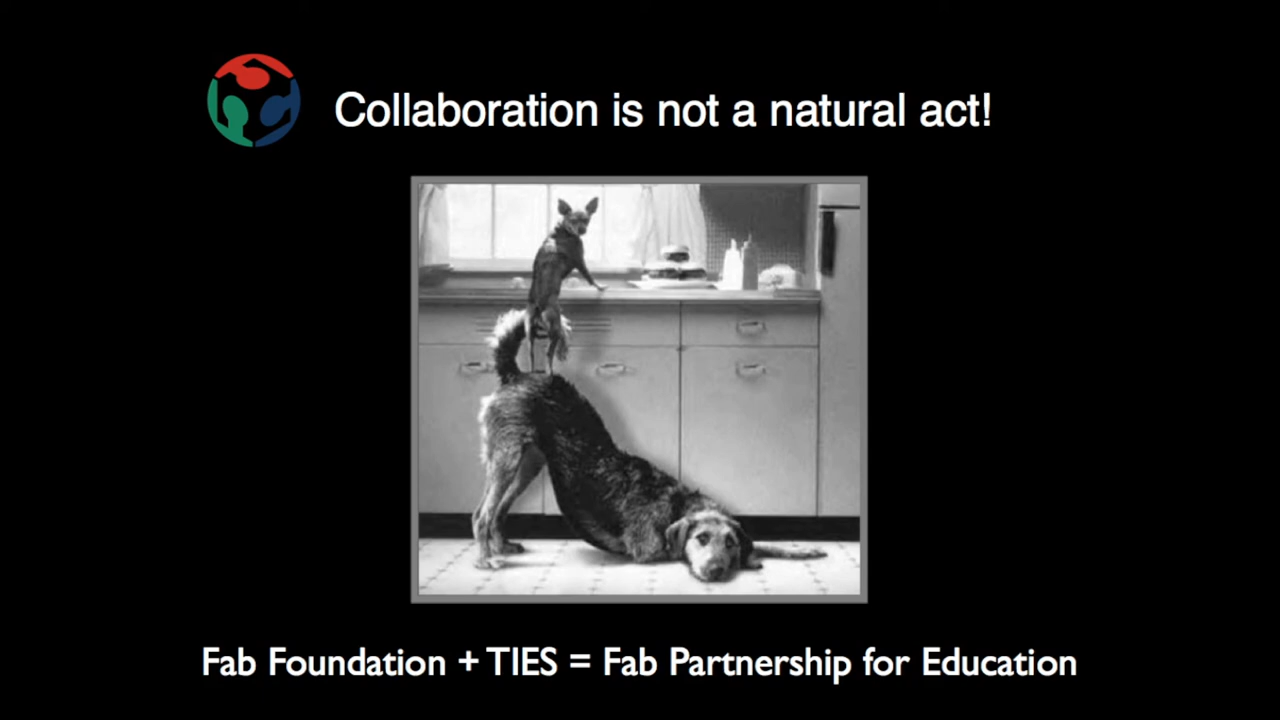 Collaboration is not a natural act!
Fab Foundation + TIES = Fab Partnership for Education